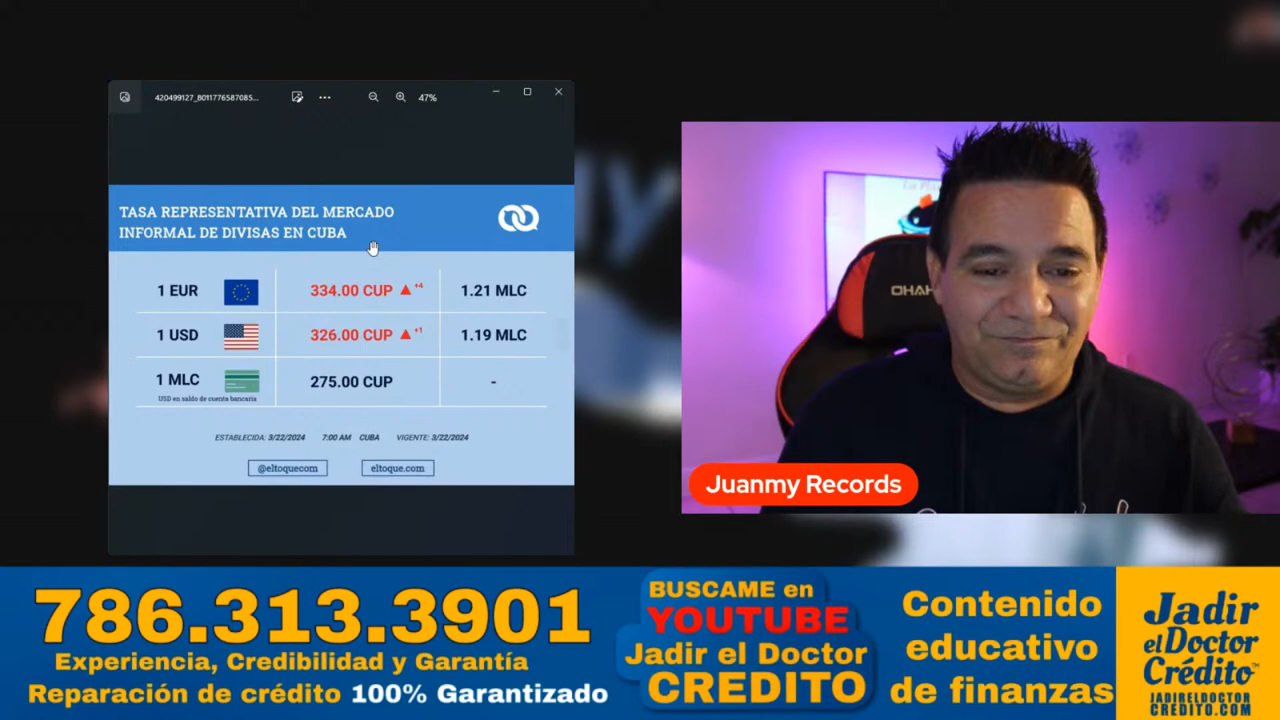 420499127_8011776587085...
47%
TASA REPRESENTATIVA DEL MERCADO
INFORMAL DE DIVISAS EN CUBA
1 EUR 334.00 CUP ▲ +4 1.21 MLC
1 USD 326.00 CUP ▲ +1 1.19 MLC
1 MLC 275.00 CUP -
USD en saldo de cuenta bancaria
ESTABLECIDA: 3/22/2024 7:00 AM CUBA VIGENTE: 3/22/2024
@eltoquecom eltoque.com
Juanmy Records
786.313.3901
Experiencia, Credibilidad y Garantía
Reparación de crédito 100% Garantizado
BUSCAME en
YOUTUBE
Jadir el Doctor
CREDITO
Contenido
educativo
de finanzas
Jadir
el Doctor
Crédito™
JADIRELDOCTOR
CREDITO.COM